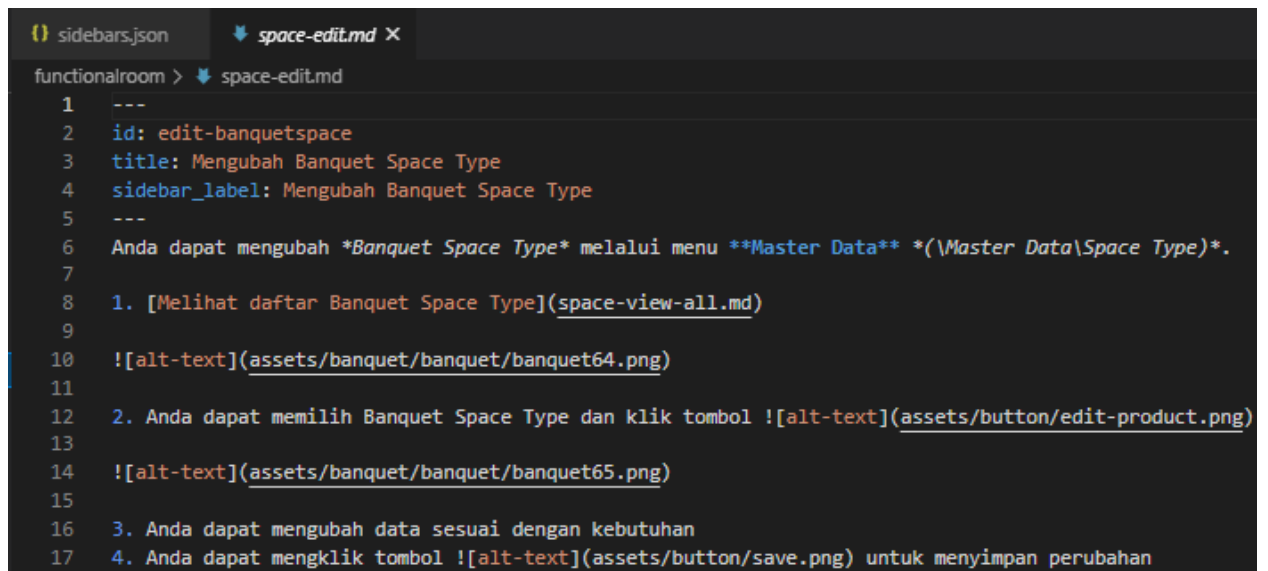 {} sidebars.json space-edit.md ×
functionalroom > space-edit.md
1 ---
2 id: edit-banquetspace
3 title: Mengubah Banquet Space Type
4 sidebar_label: Mengubah Banquet Space Type
5 ---
6 Anda dapat mengubah *Banquet Space Type* melalui menu **Master Data** *(\Master Data\Space Type)*.
7
8 1. [Melihat daftar Banquet Space Type](space-view-all.md)
9
10 ![alt-text](assets/banquet/banquet/banquet64.png)
11
12 2. Anda dapat memilih Banquet Space Type dan klik tombol ![alt-text](assets/button/edit-product.png)
13
14 ![alt-text](assets/banquet/banquet/banquet65.png)
15
16 3. Anda dapat mengubah data sesuai dengan kebutuhan
17 4. Anda dapat mengklik tombol ![alt-text](assets/button/save.png) untuk menyimpan perubahan